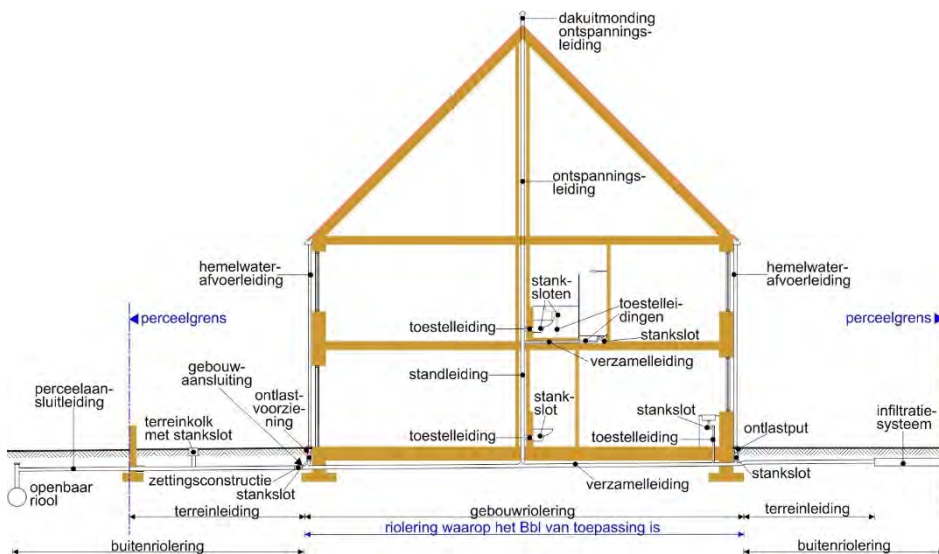 dakuitmonding
ontspannings-
leiding
ontspannings-
leiding
hemelwater-
afvoerleiding
hemelwater-
afvoerleiding
stank-
sloten
toestellei-
dingen
perceelgrens
perceelgrens
toestelleiding
stankslot
verzamelleiding
gebouw-
aansluiting
standleiding
perceelaan-
sluitleiding
ontlast-
voorzie-
ning
stank-
slot
stankslot
infiltratie-
systeem
terreinkolk
met stankslot
toestelleiding
toestelleiding
ontlastput
zettingsconstructie
stankslot
stankslot
openbaar
riool
verzamelleiding
terreinleiding
gebouwriolering
terreinleiding
riolering waarop het Bbl van toepassing is
buitenriolering
buitenriolering